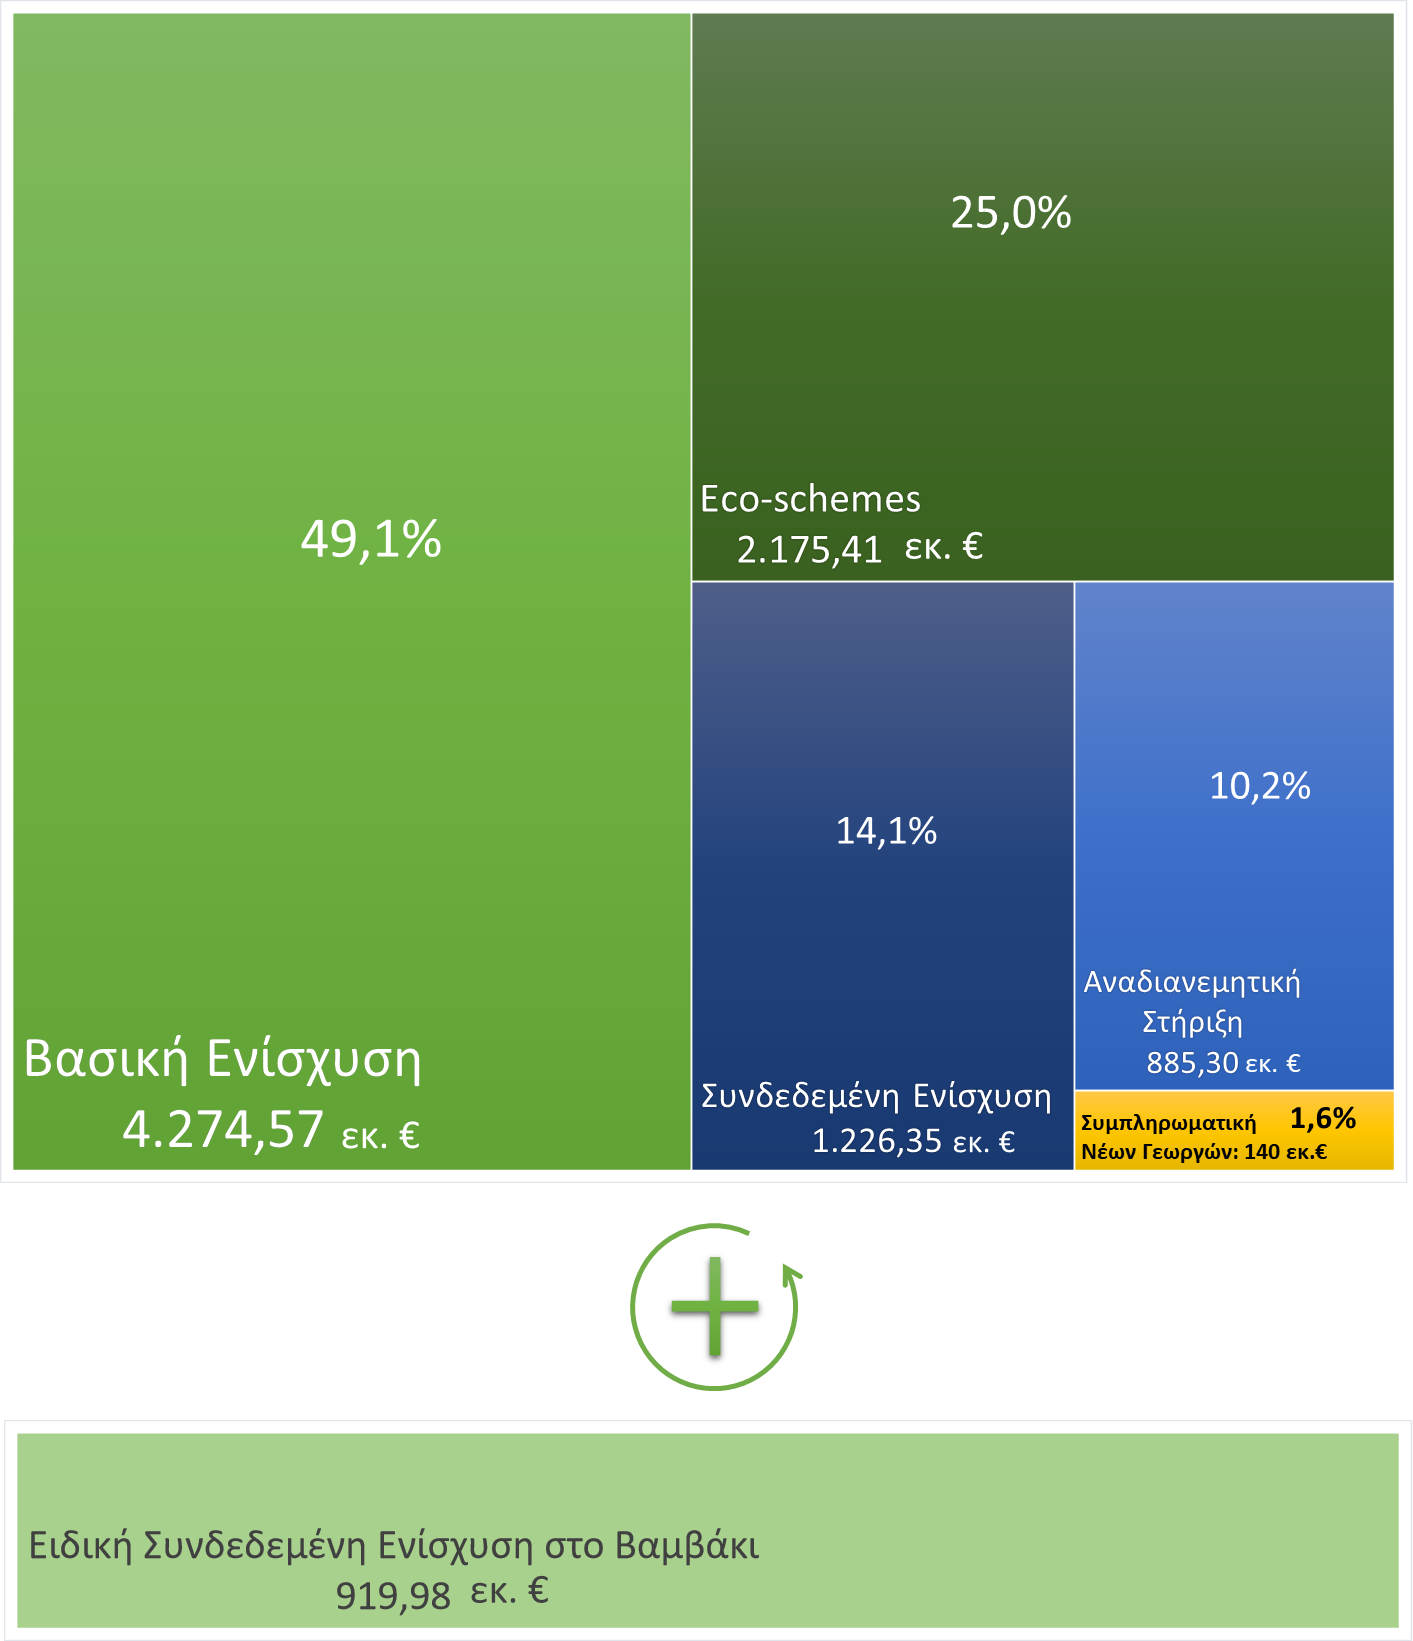 49,1%
Βασική Ενίσχυση
4.274,57 εκ. €
25,0%
Eco-schemes
2.175,41 εκ. €
14,1%
Συνδεδεμένη Ενίσχυση
1.226,35 εκ. €
10,2%
Αναδιανεμητική
Στήριξη
885,30 εκ. €
Συμπληρωματική 1,6%
Νέων Γεωργών: 140 εκ.€
Ειδική Συνδεδεμένη Ενίσχυση στο Βαμβάκι
919,98 εκ. €